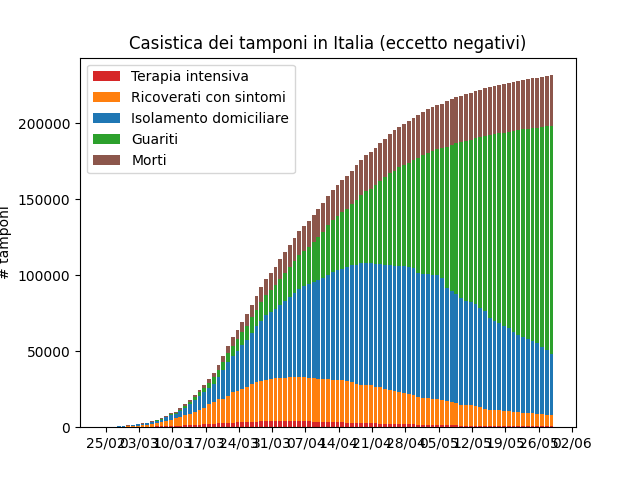 Casistica dei tamponi in Italia (eccetto negativi)
Terapia intensiva
Ricoverati con sintomi
Isolamento domiciliare
Guariti
Morti
# tamponi
200000
150000
100000
50000
0
25/02 03/03 10/03 17/03 24/03 31/03 07/04 14/04 21/04 28/04 05/05 12/05 19/05 26/05 02/06